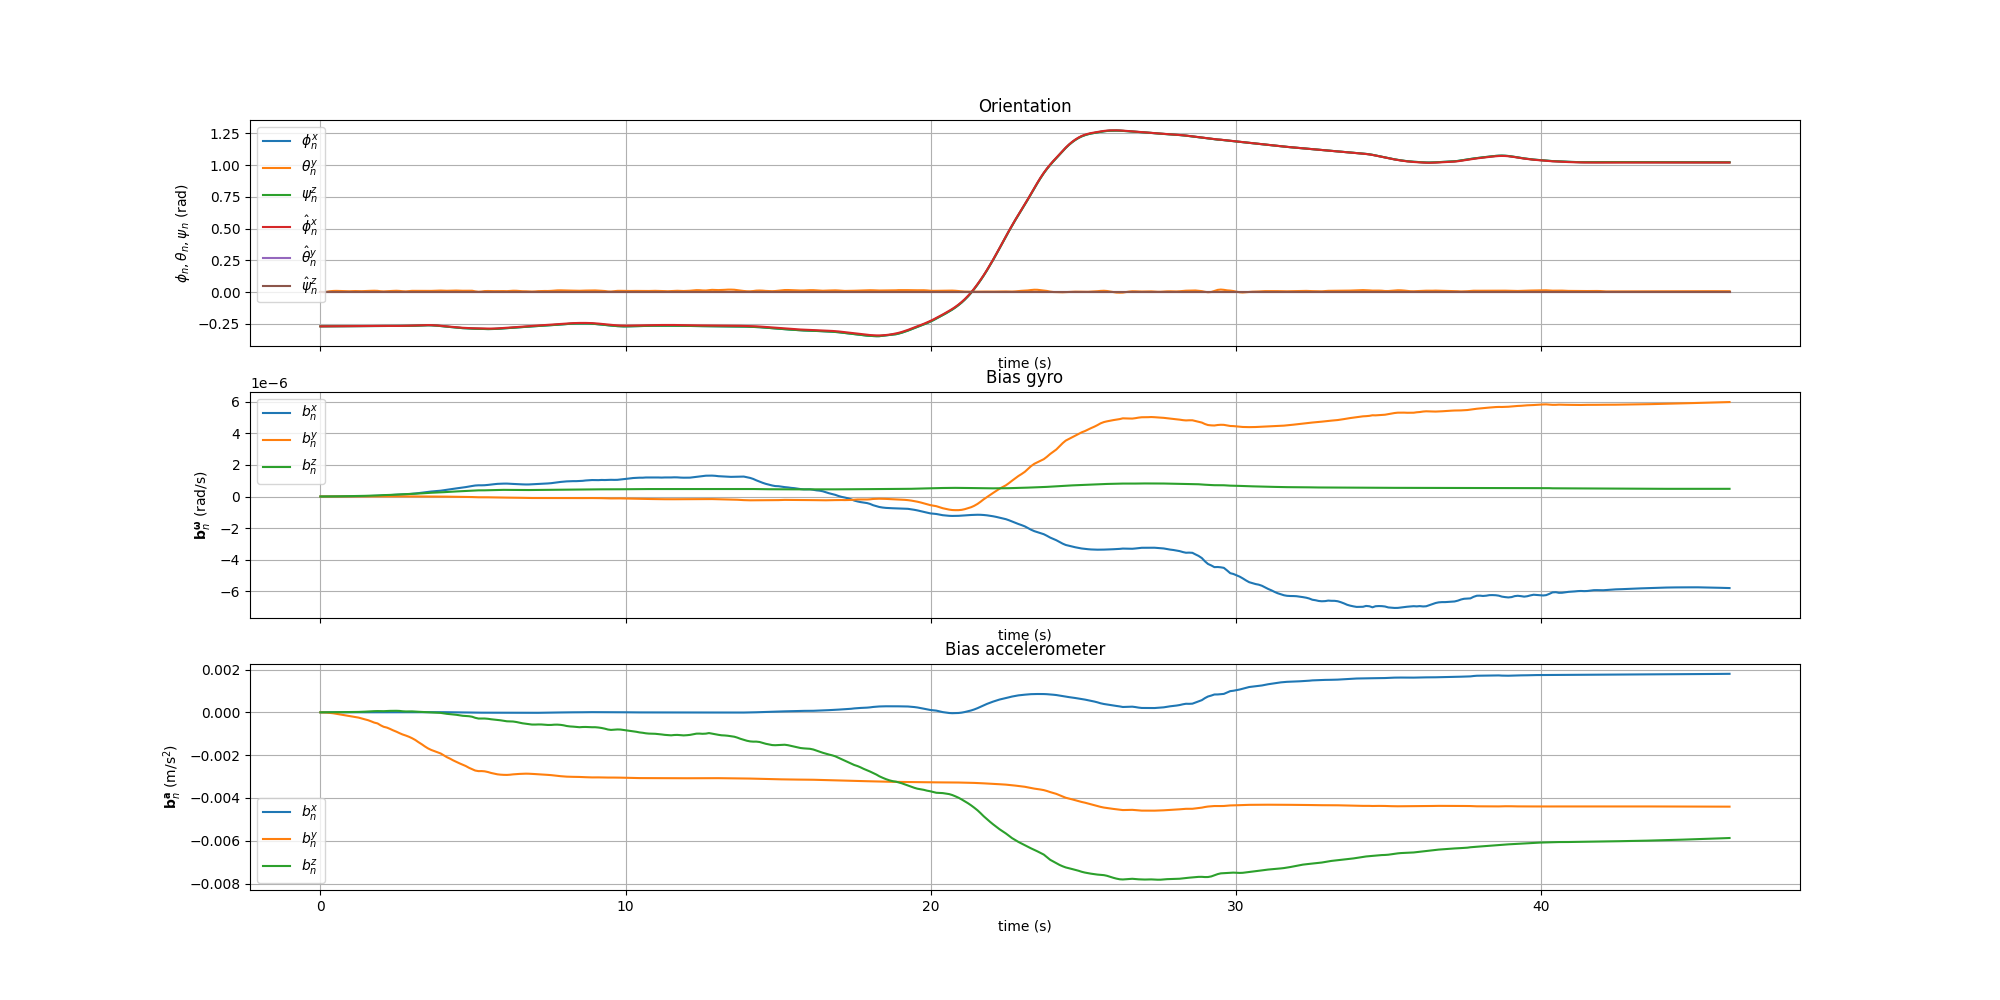 Orientation
1.25
1.00
0.75
0.50
0.25
0.00
−0.25
ϕₙ, θₙ, ψₙ (rad)
ϕₙˣ
θₙʸ
ψₙᶻ
ϕ̂ₙˣ
θ̂ₙʸ
ψ̂ₙᶻ
time (s)
Bias gyro
1e−6
6
4
2
0
−2
−4
−6
𝐛ₙ^𝛚 (rad/s)
bₙˣ
bₙʸ
bₙᶻ
time (s)
Bias accelerometer
0.002
0.000
−0.002
−0.004
−0.006
−0.008
𝐛ₙ^𝐚 (m/s²)
bₙˣ
bₙʸ
bₙᶻ
0 10 20 30 40
time (s)